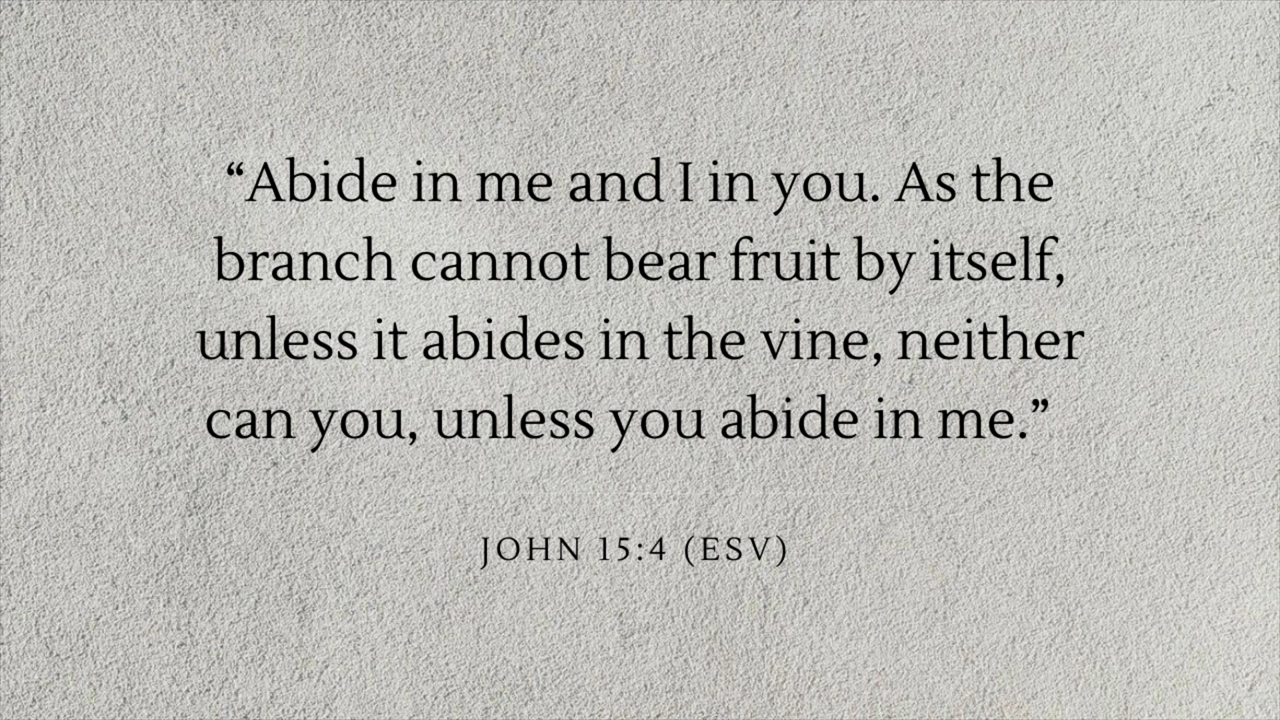 “Abide in me and I in you. As the
branch cannot bear fruit by itself,
unless it abides in the vine, neither
can you, unless you abide in me.”
JOHN 15:4 (ESV)